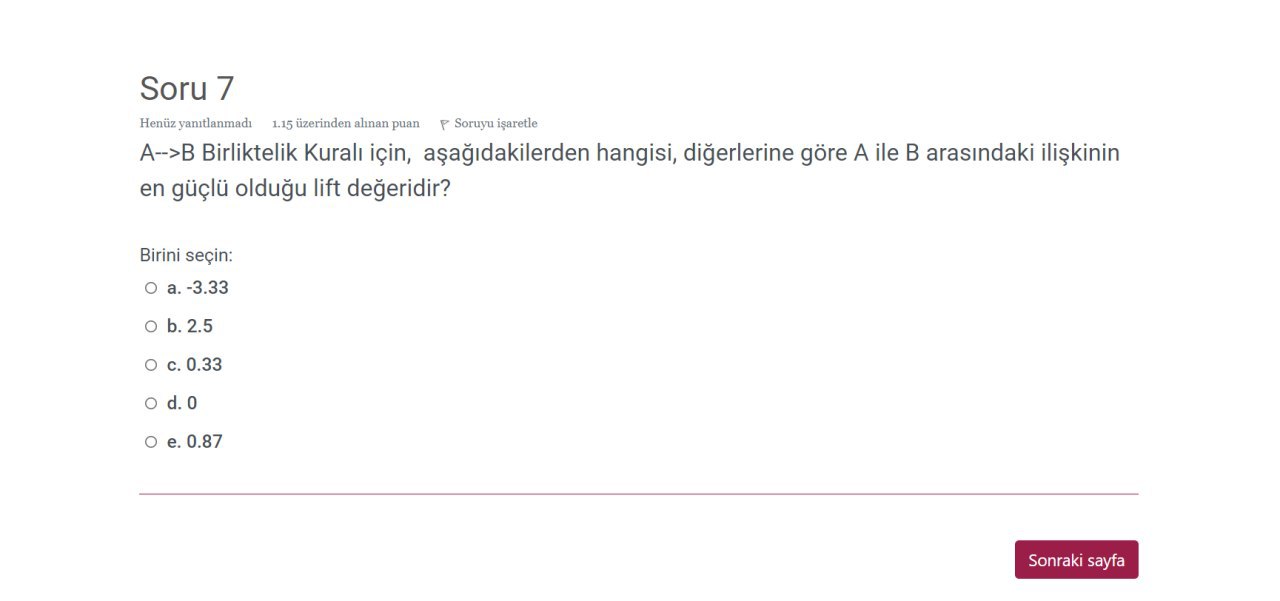 Soru 7
Henüz yanıtlanmadı 1.15 üzerinden alınan puan Soruyu işaretle
A-->B Birliktelik Kuralı için, aşağıdakilerden hangisi, diğerlerine göre A ile B arasındaki ilişkinin
en güçlü olduğu lift değeridir?
Birini seçin:
a. -3.33
b. 2.5
c. 0.33
d. 0
e. 0.87
Sonraki sayfa